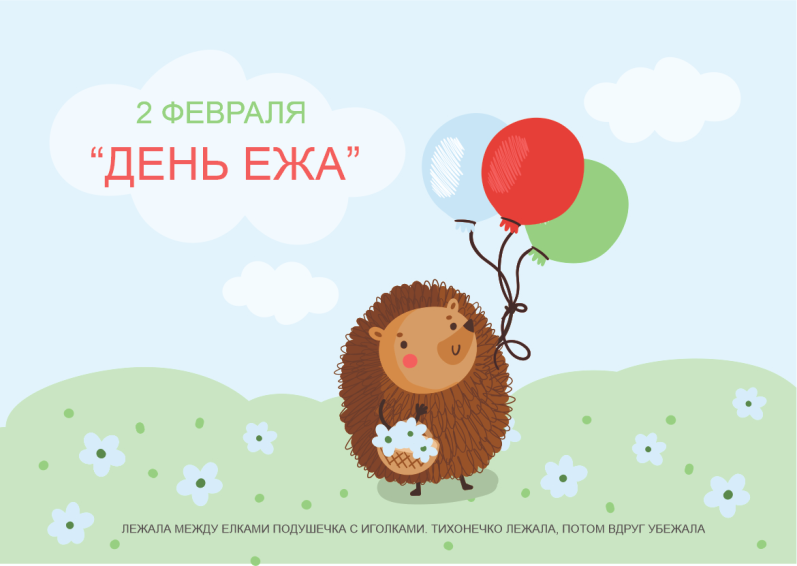 2 ФЕВРАЛЯ
“ДЕНЬ ЕЖА”
ЛЕЖАЛА МЕЖДУ ЕЛКАМИ ПОДУШЕЧКА С ИГОЛКАМИ. ТИХОНЕЧКО ЛЕЖАЛА, ПОТОМ ВДРУГ УБЕЖАЛА